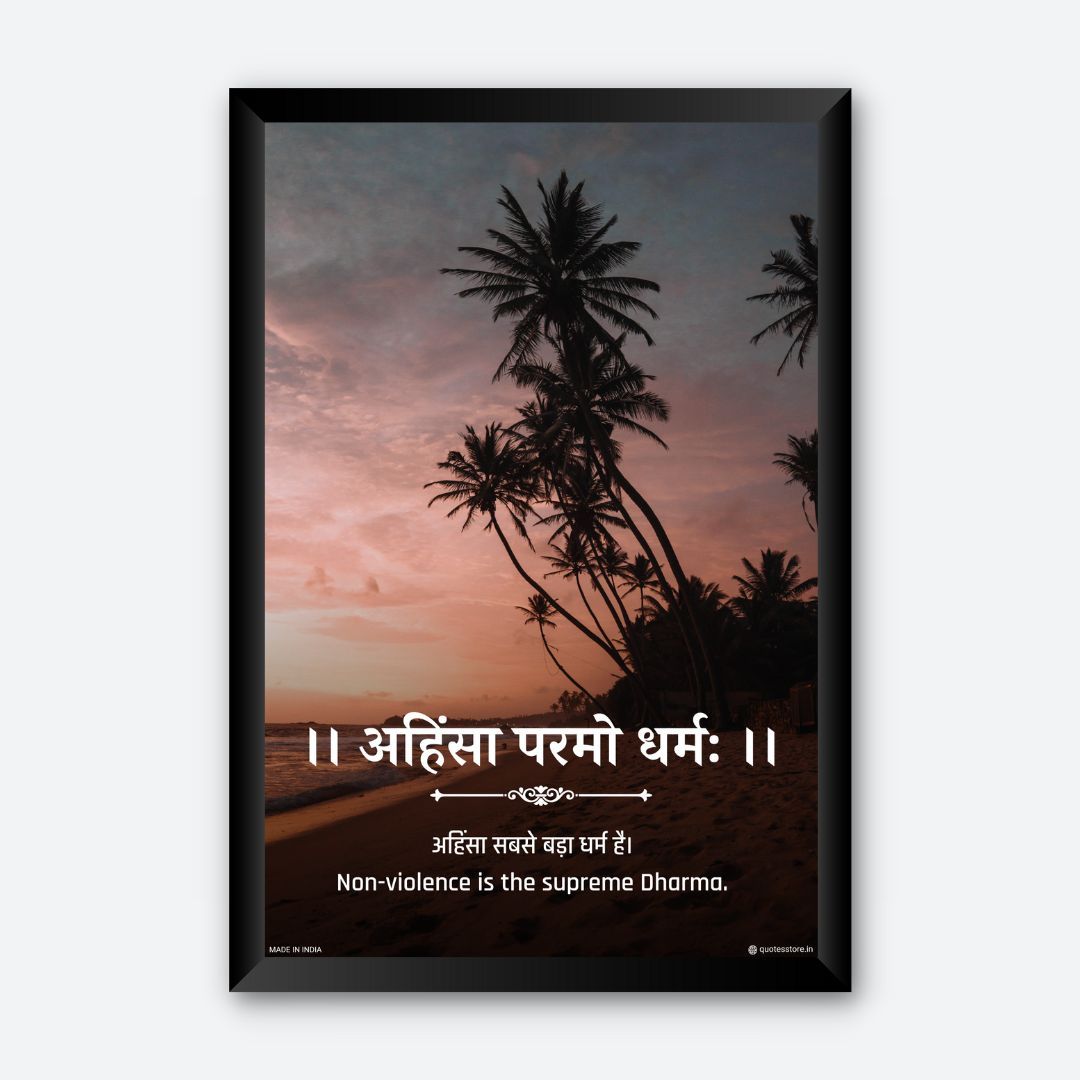 ।। अहिंसा परमो धर्मः ।।
अहिंसा सबसे बड़ा धर्म है।
Non-violence is the supreme Dharma.
MADE IN INDIA
quotesstore.in